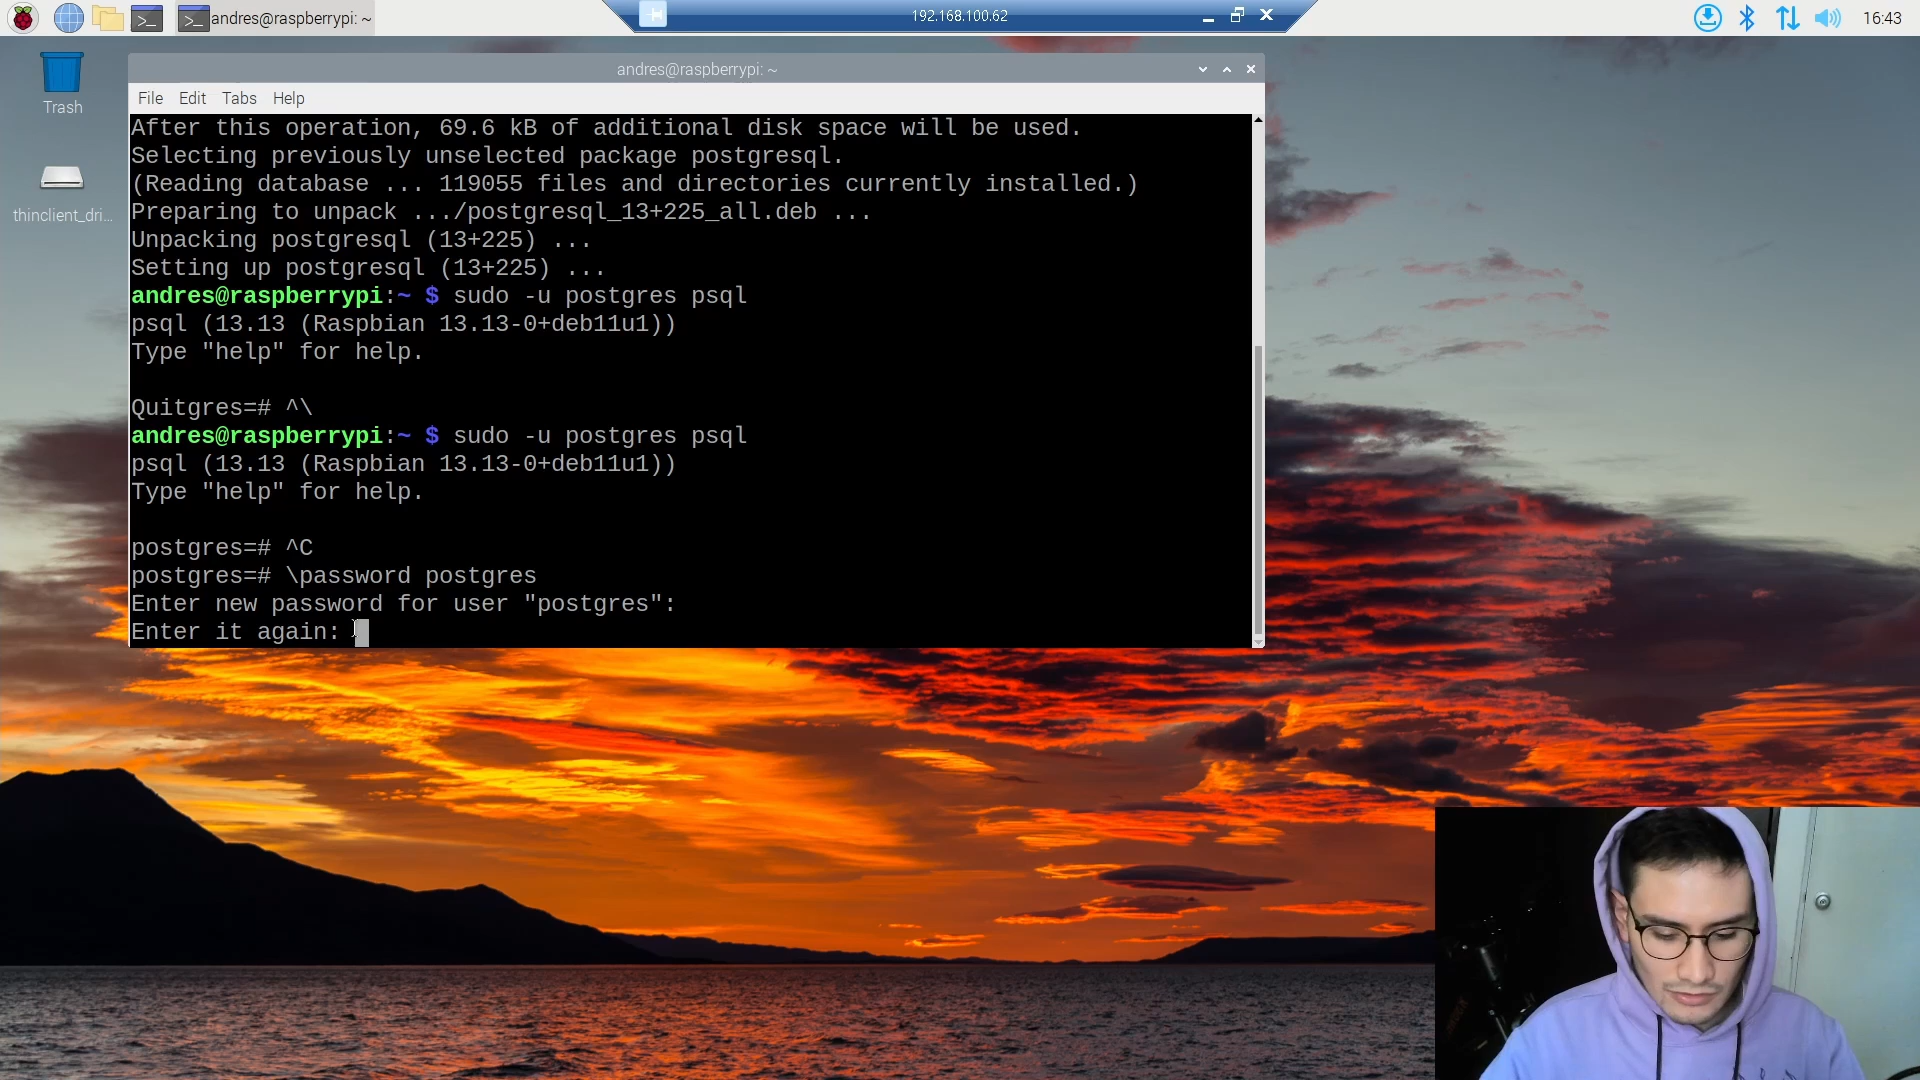 andres@raspberrypi: ~
192.168.100.62
16:43
Trash
thinclient_dri...
andres@raspberrypi: ~
File Edit Tabs Help
After this operation, 69.6 kB of additional disk space will be used.
Selecting previously unselected package postgresql.
(Reading database ... 119055 files and directories currently installed.)
Preparing to unpack .../postgresql_13+225_all.deb ...
Unpacking postgresql (13+225) ...
Setting up postgresql (13+225) ...
andres@raspberrypi:~ $ sudo -u postgres psql
psql (13.13 (Raspbian 13.13-0+deb11u1))
Type "help" for help.
Quitgres=# ^\
andres@raspberrypi:~ $ sudo -u postgres psql
psql (13.13 (Raspbian 13.13-0+deb11u1))
Type "help" for help.
postgres=# ^C
postgres=# \password postgres
Enter new password for user "postgres":
Enter it again: